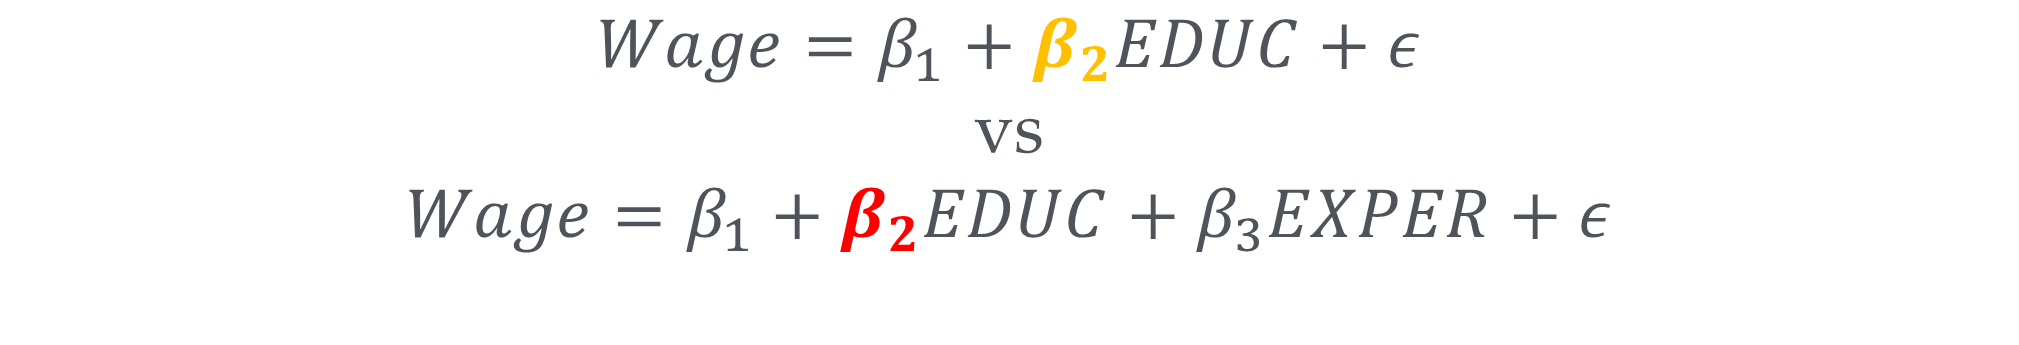 Wage = β₁ + β₂EDUC + ϵ
vs
Wage = β₁ + β₂EDUC + β₃EXPER + ϵ